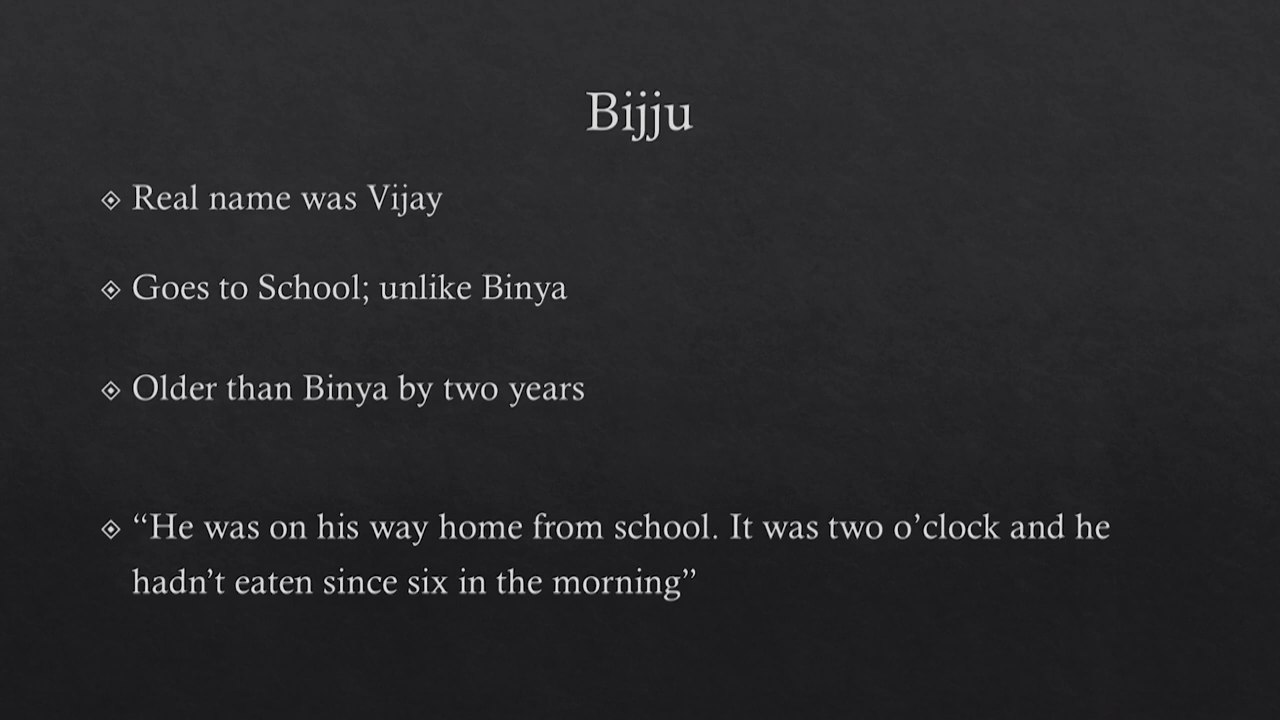 Bijju
Real name was Vijay
Goes to School; unlike Binya
Older than Binya by two years
“He was on his way home from school. It was two o’clock and he
hadn’t eaten since six in the morning”